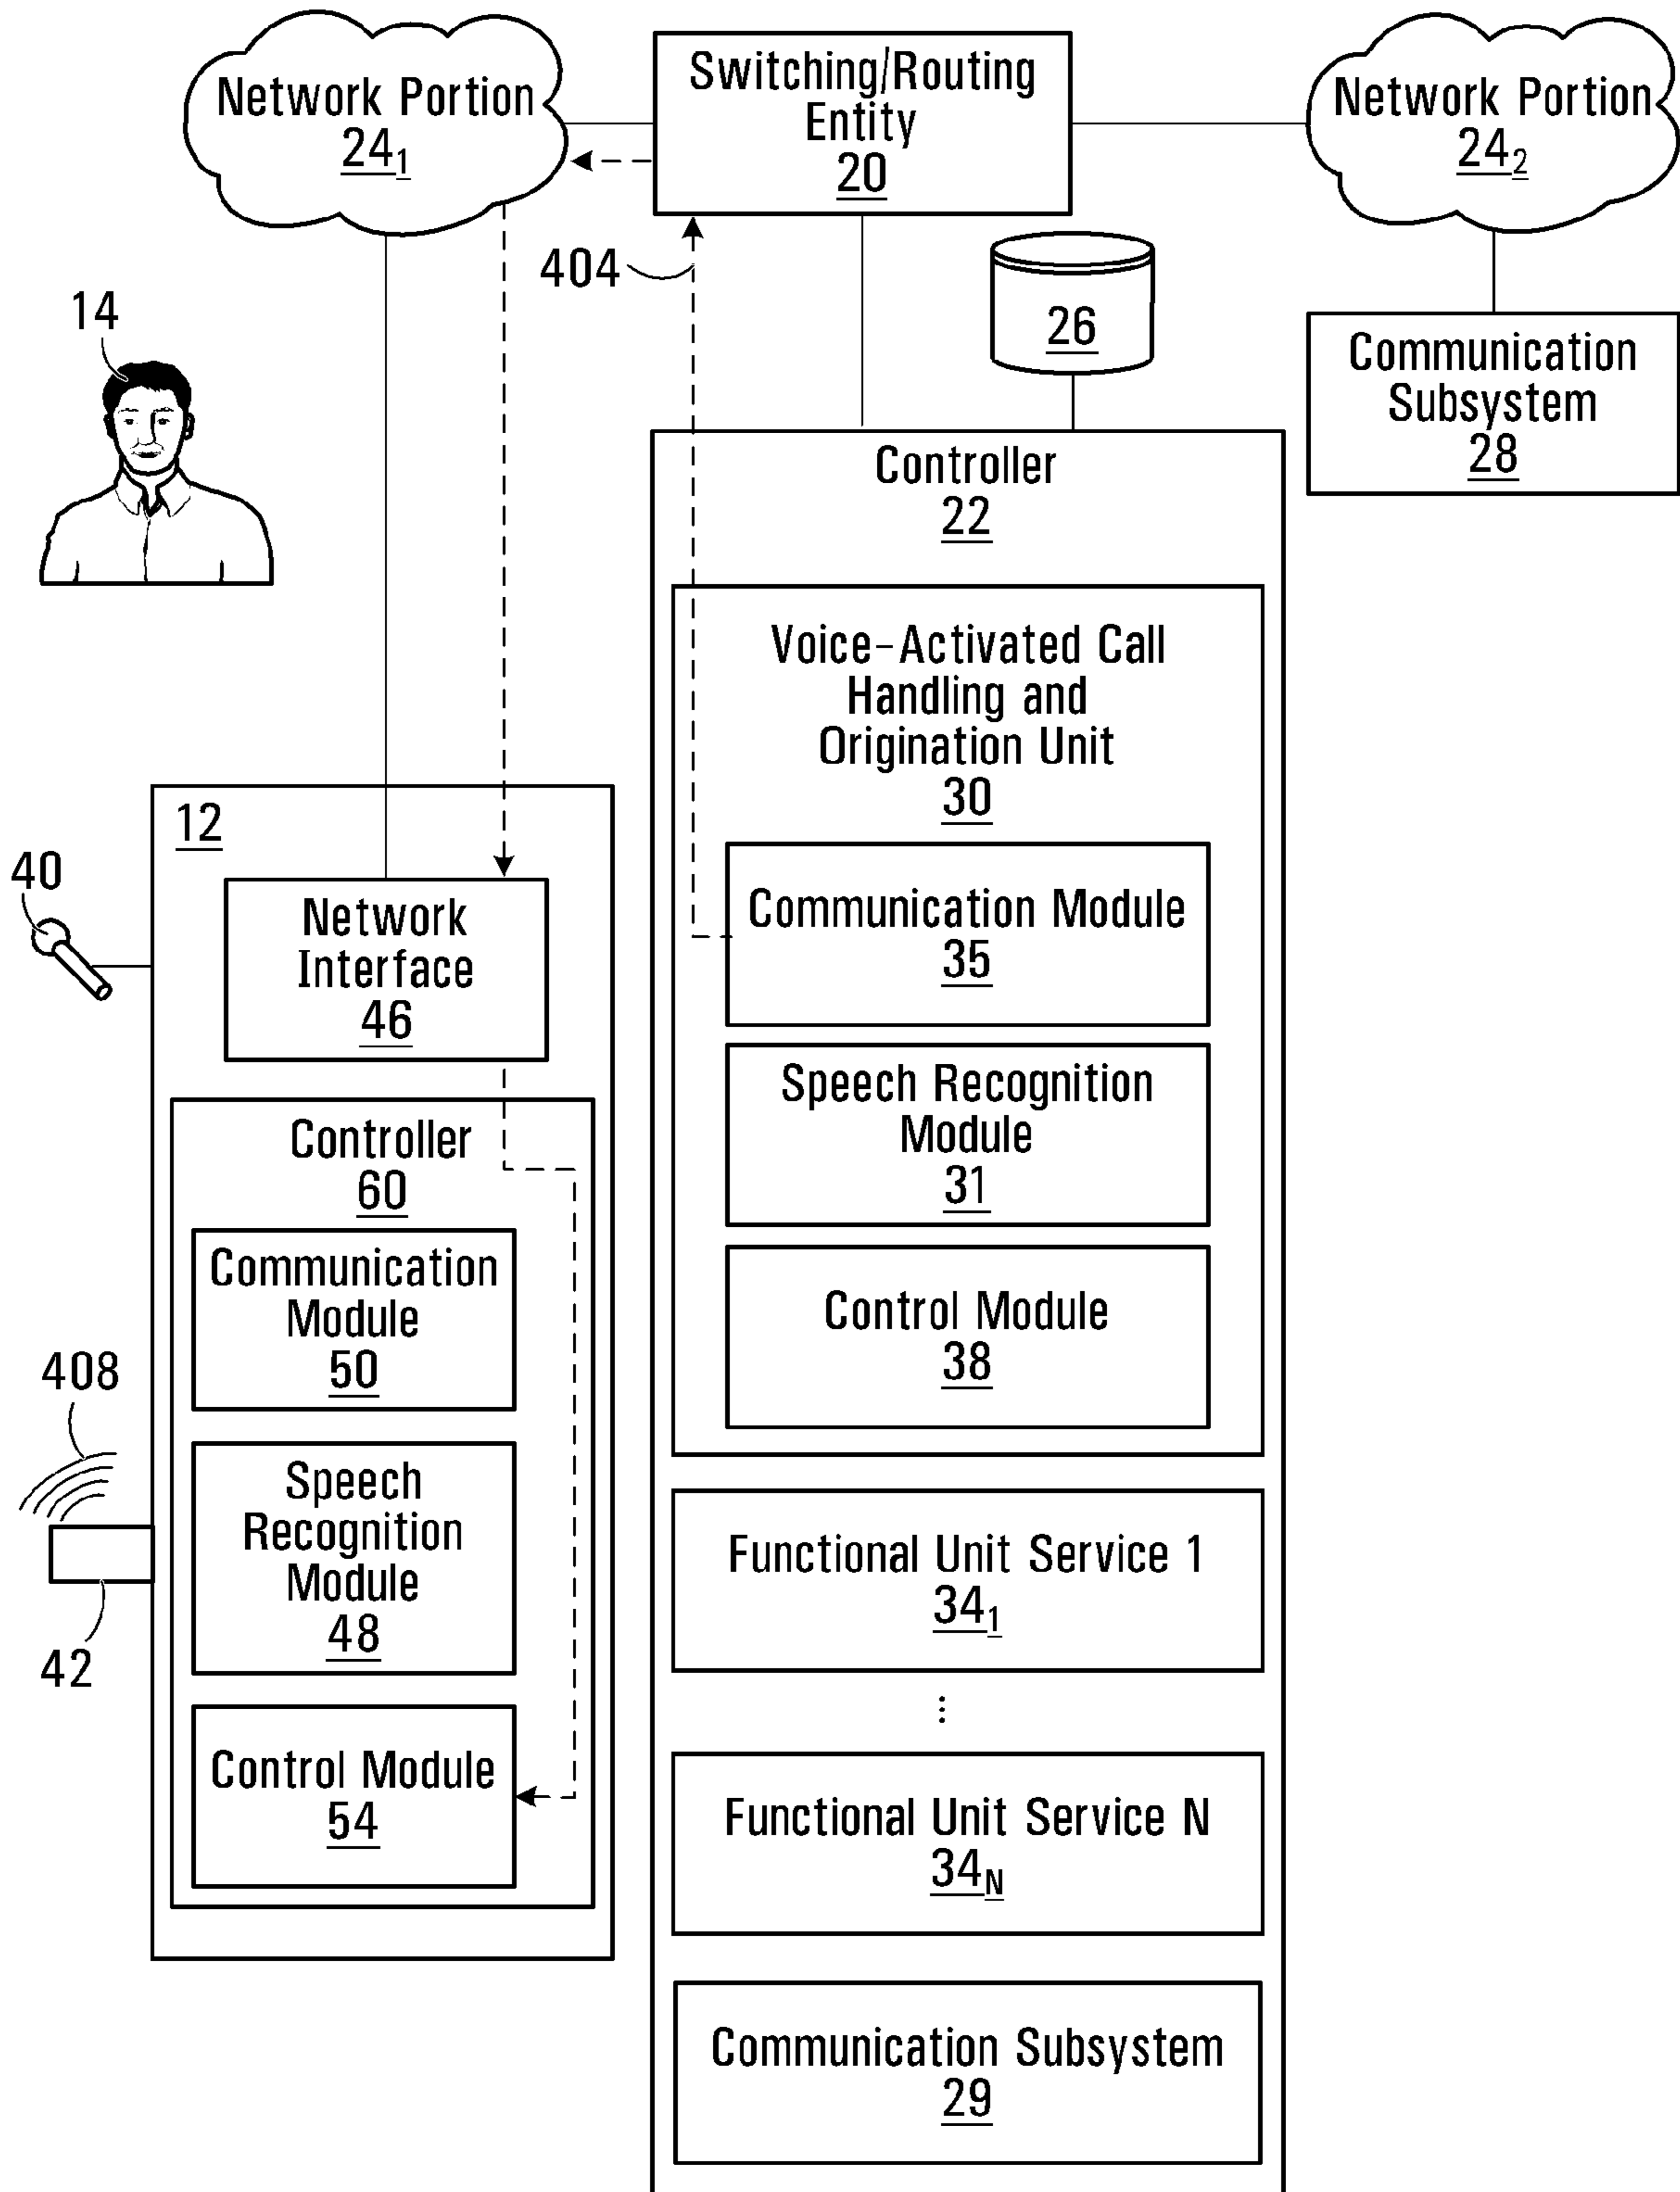 Network Portion
24₁
Switching/Routing
Entity
20
Network Portion
24₂
404
14
26
Communication
Subsystem
28
Controller
22
Voice-Activated Call
Handling and
Origination Unit
30
12
40
Network
Interface
46
Communication Module
35
Speech Recognition
Module
31
Controller
60
Communication
Module
50
Control Module
38
408
Speech
Recognition
Module
48
42
Functional Unit Service 1
34₁
⋮
Control Module
54
Functional Unit Service N
34N
Communication Subsystem
29